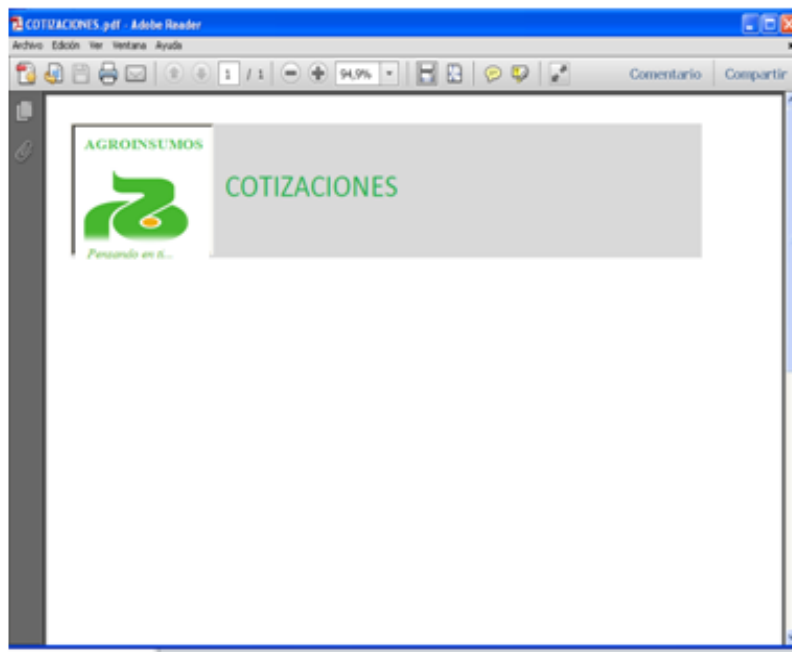 COTIZACIONES.pdf - Adobe Reader
Archivo Edición Ver Ventana Ayuda
1 / 1 94,9% Comentario Compartir
AGROINSUMOS
COTIZACIONES
Pensando en ti...